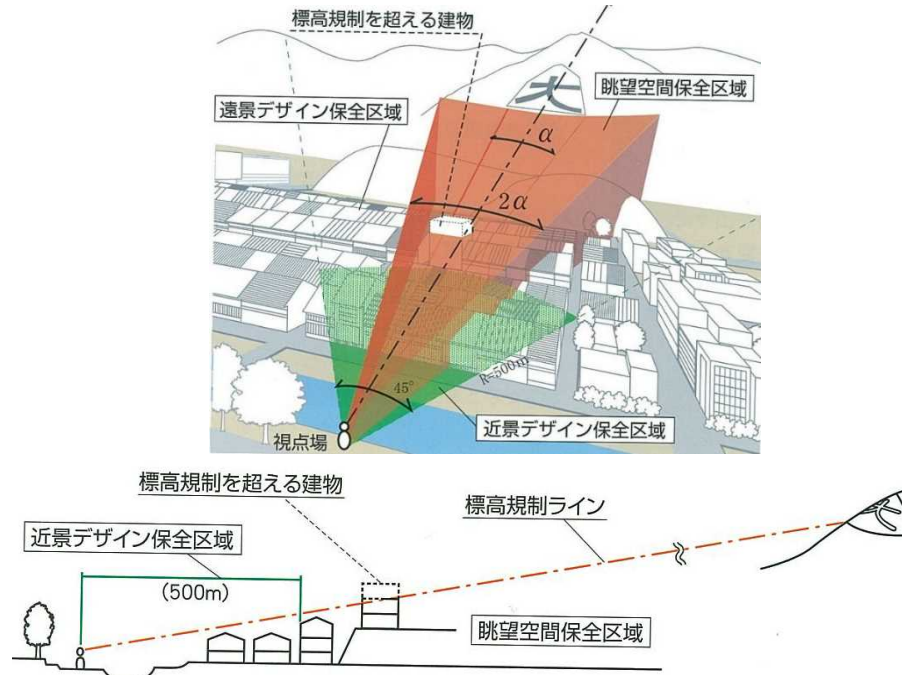 標高規制を超える建物
眺望空間保全区域
遠景デザイン保全区域
大
α
2α
R=500m
45°
近景デザイン保全区域
視点場
標高規制を超える建物
標高規制ライン
近景デザイン保全区域
(500m)
眺望空間保全区域